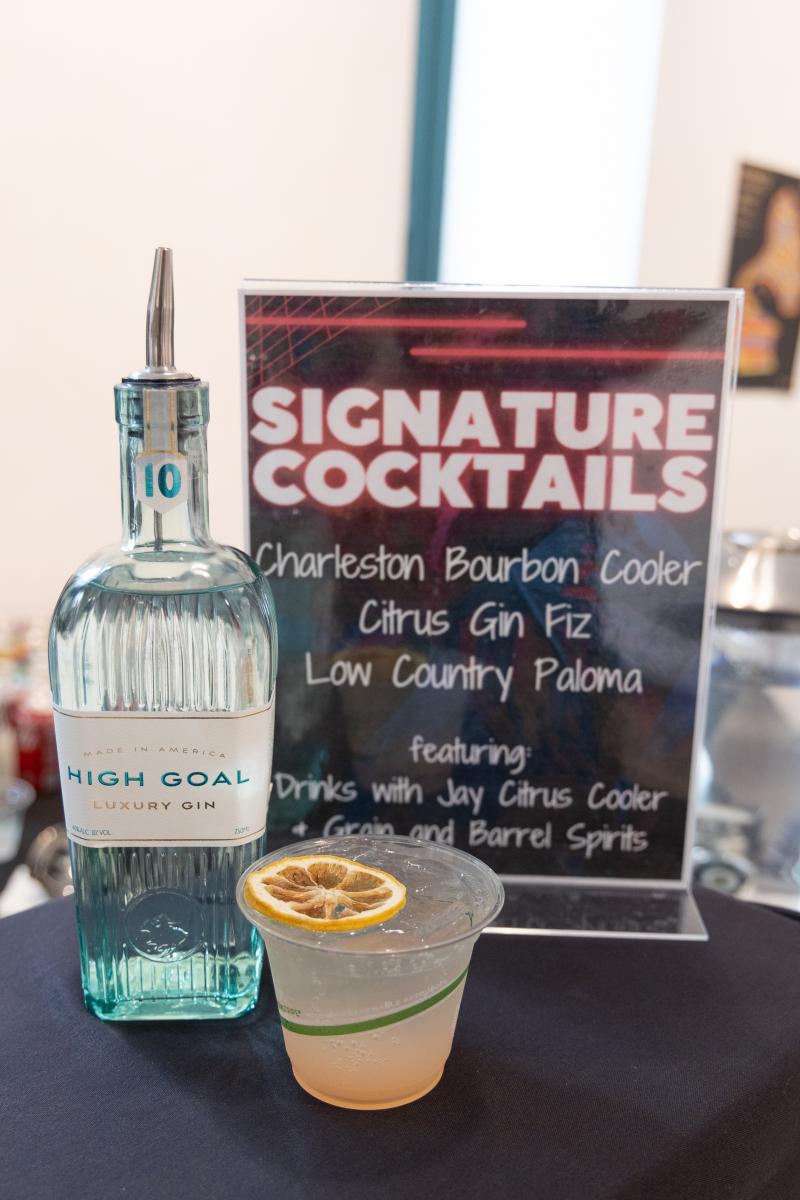 SIGNATURE
COCKTAILS
Charleston Bourbon Cooler
Citrus Gin Fiz
Low Country Paloma
featuring:
Drinks with Jay Citrus Cooler
+ Grain and Barrel Spirits
10
MADE IN AMERICA
HIGH GOAL
LUXURY GIN
750ML